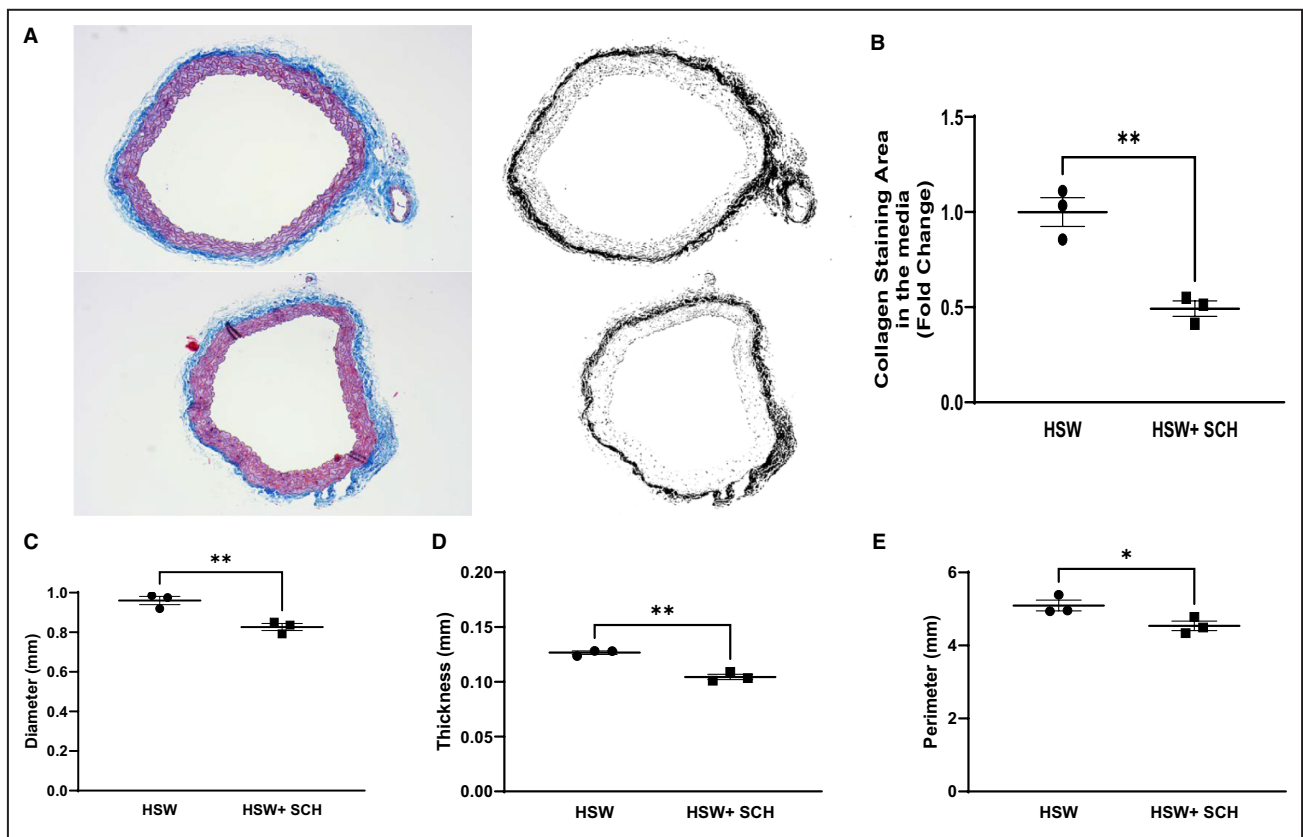 A
B
Collagen Staining Area
in the media
(Fold Change)
1.5
1.0
0.5
0.0
**
HSW
HSW+ SCH
C
Diameter (mm)
1.0
0.8
0.6
0.4
0.2
0.0
**
HSW
HSW+ SCH
D
Thickness (mm)
0.20
0.15
0.10
0.05
0.00
**
HSW
HSW+ SCH
E
Perimeter (mm)
6
4
2
0
*
HSW
HSW+ SCH